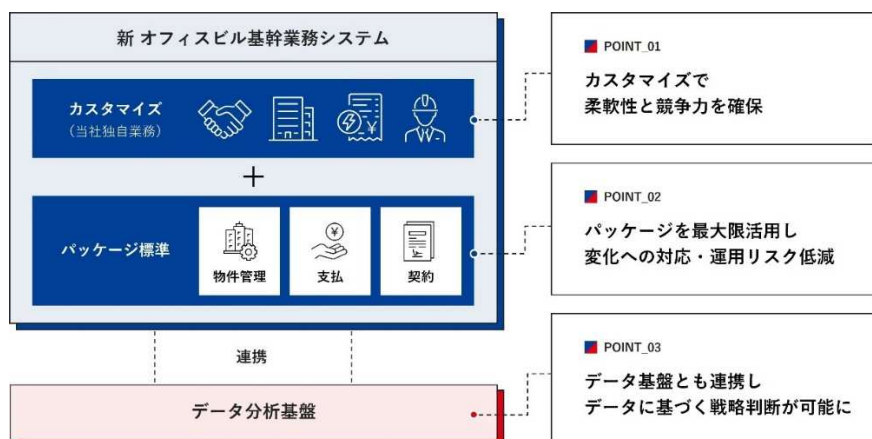 新 オフィスビル基幹業務システム
カスタマイズ
（当社独自業務）
¥
+
パッケージ標準
¥
物件管理
支払
契約
連携
データ分析基盤
POINT_01
カスタマイズで
柔軟性と競争力を確保
POINT_02
パッケージを最大限活用し
変化への対応・運用リスク低減
POINT_03
データ基盤とも連携し
データに基づく戦略判断が可能に